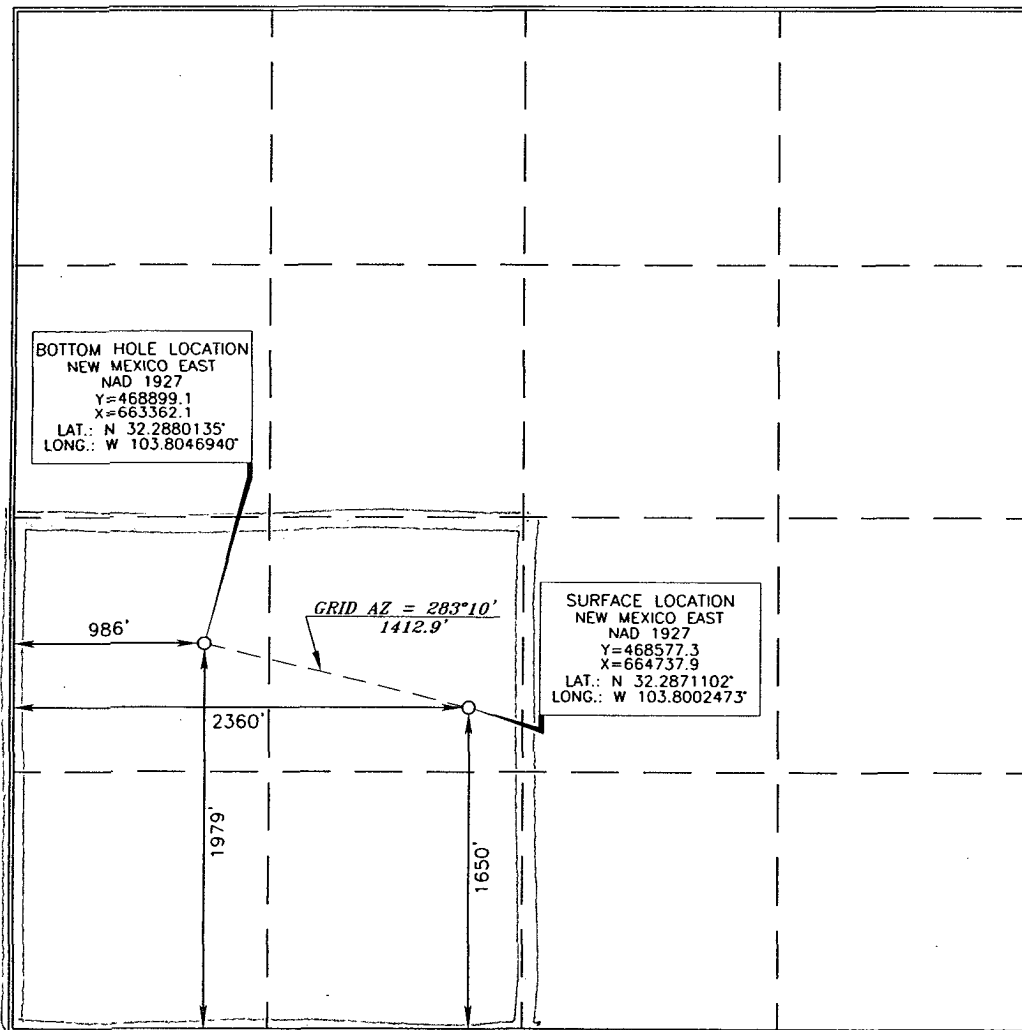 BOTTOM HOLE LOCATION
NEW MEXICO EAST
NAD 1927
Y=468899.1
X=663362.1
LAT.: N 32.2880135°
LONG.: W 103.8046940°
GRID AZ = 283°10'
1412.9'
SURFACE LOCATION
NEW MEXICO EAST
NAD 1927
Y=468577.3
X=664737.9
LAT.: N 32.2871102°
LONG.: W 103.8002473°
986'
2360'
1979'
1650'